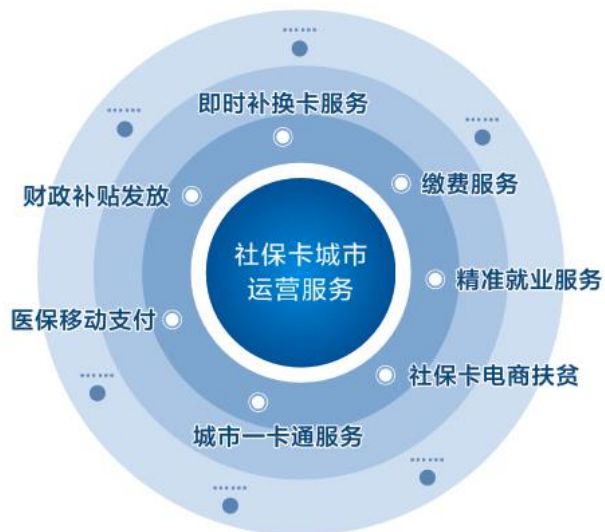 ······
······
······
即时补换卡服务
财政补贴发放
缴费服务
社保卡城市
运营服务
精准就业服务
医保移动支付
社保卡电商扶贫
······
城市一卡通服务
······
······